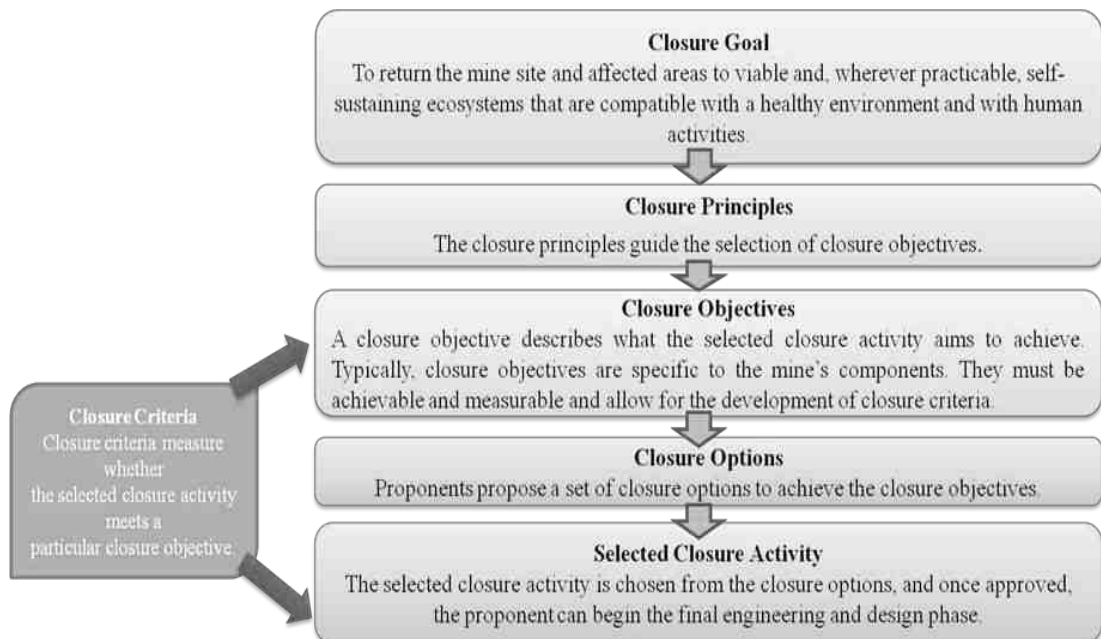 Closure Goal
To return the mine site and affected areas to viable and, wherever practicable, self-
sustaining ecosystems that are compatible with a healthy environment and with human
activities.
Closure Principles
The closure principles guide the selection of closure objectives.
Closure Objectives
A closure objective describes what the selected closure activity aims to achieve.
Typically, closure objectives are specific to the mine's components. They must be
achievable and measurable and allow for the development of closure criteria.
Closure Criteria
Closure criteria measure
whether
the selected closure activity
meets a
particular closure objective.
Closure Options
Proponents propose a set of closure options to achieve the closure objectives.
Selected Closure Activity
The selected closure activity is chosen from the closure options, and once approved,
the proponent can begin the final engineering and design phase.